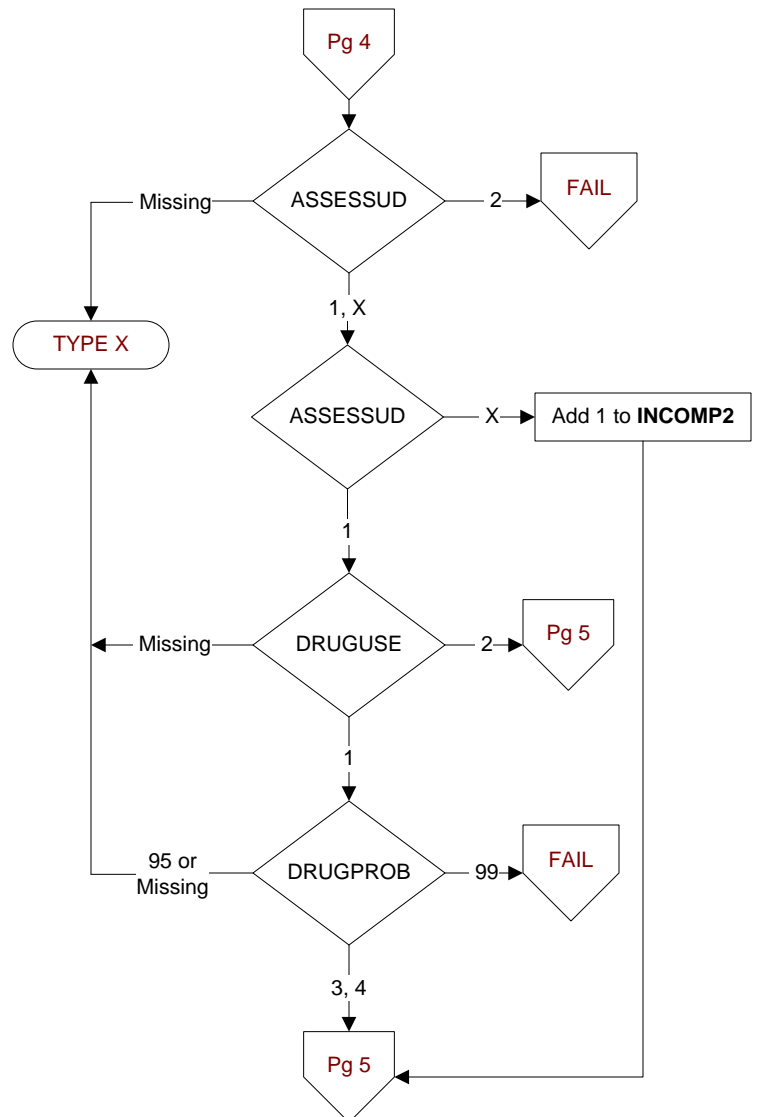 Pg 4
Missing
ASSESSUD
2
FAIL
1, X
TYPE X
ASSESSUD
X
Add 1 to INCOMP2
1
Missing
DRUGUSE
2
Pg 5
1
95 or
Missing
DRUGPROB
99
FAIL
3, 4
Pg 5